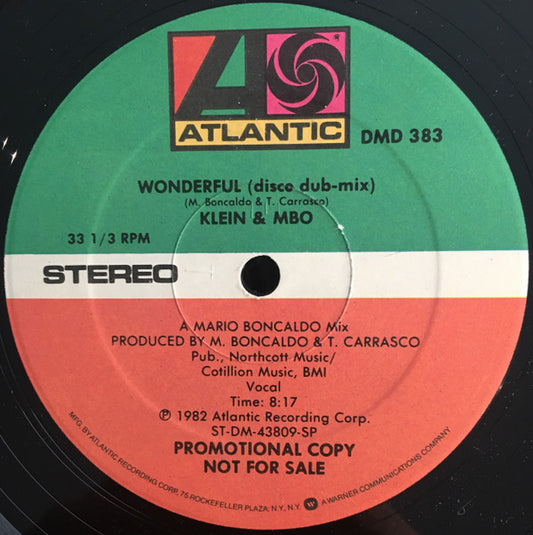 ATLANTIC
DMD 383
WONDERFUL (disco dub-mix)
(M. Boncaldo & T. Carrasco)
KLEIN & MBO
33 1/3 RPM
STEREO
A MARIO BONCALDO Mix
PRODUCED BY M. BONCALDO & T. CARRASCO
Pub., Northcott Music/
Cotillion Music, BMI
Vocal
Time: 8:17
℗ 1982 Atlantic Recording Corp.
ST-DM-43809-SP
PROMOTIONAL COPY
NOT FOR SALE
MFG. BY ATLANTIC RECORDING CORP., 75 ROCKEFELLER PLAZA, N.Y., N.Y. W A WARNER COMMUNICATIONS COMPANY